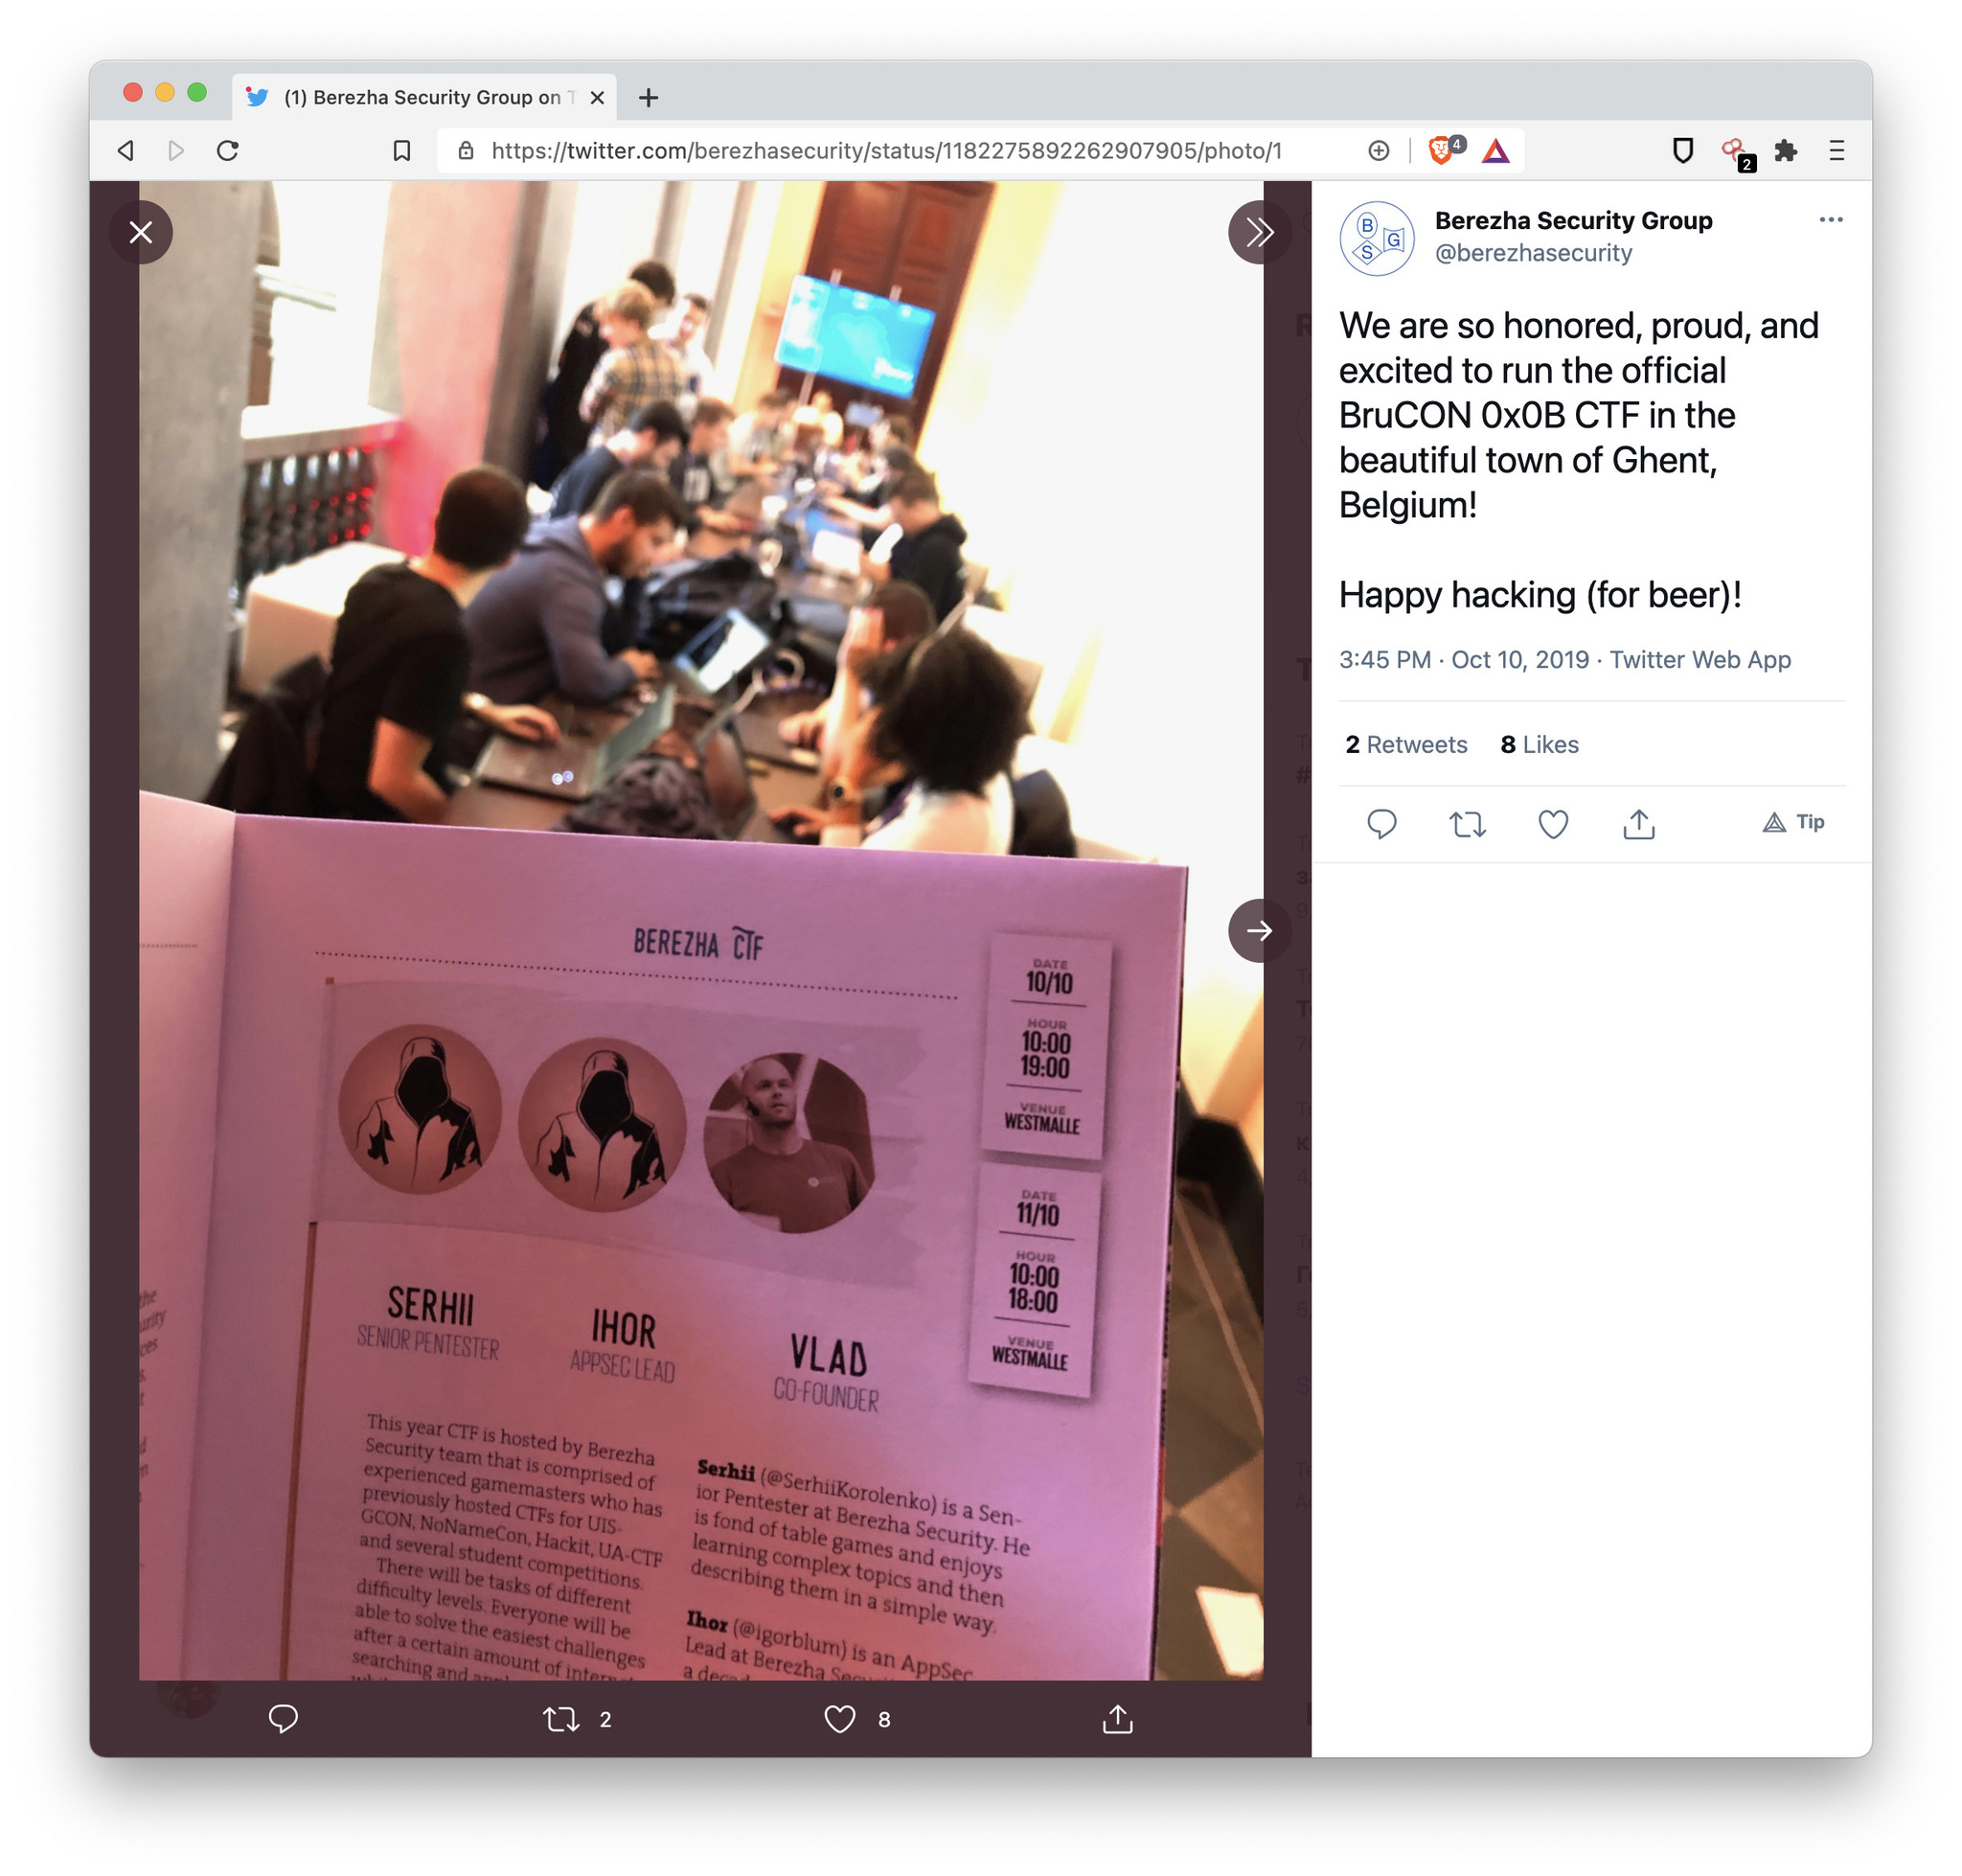 (1) Berezha Security Group on T
https://twitter.com/berezhasecurity/status/1182275892262907905/photo/1
4
2
Berezha Security Group
@berezhasecurity
We are so honored, proud, and
excited to run the official
BruCON 0x0B CTF in the
beautiful town of Ghent,
Belgium!
Happy hacking (for beer)!
3:45 PM · Oct 10, 2019 · Twitter Web App
2 Retweets 8 Likes
Tip
B
G
S
BEREZHA CTF
DATE
10/10
HOUR
10:00
19:00
VENUE
WESTMALLE
DATE
11/10
HOUR
10:00
18:00
VENUE
WESTMALLE
SERHII
SENIOR PENTESTER
IHOR
APPSEC LEAD
VLAD
CO-FOUNDER
This year CTF is hosted by Berezha
Security team that is comprised of
experienced gamemasters who has
previously hosted CTFs for UIS-
GCON, NoNameCon, Hackit, UA-CTF
and several student competitions.
There will be tasks of different
difficulty levels. Everyone will be
able to solve the easiest challenges
after a certain amount of
searching and
Serhii (@SerhiiKorolenko) is a Sen-
ior Pentester at Berezha Security. He
is fond of table games and enjoys
learning complex topics and then
describing them in a simple way.
Ihor (@igorblum) is an AppSec
Lead at Berezha
2
8